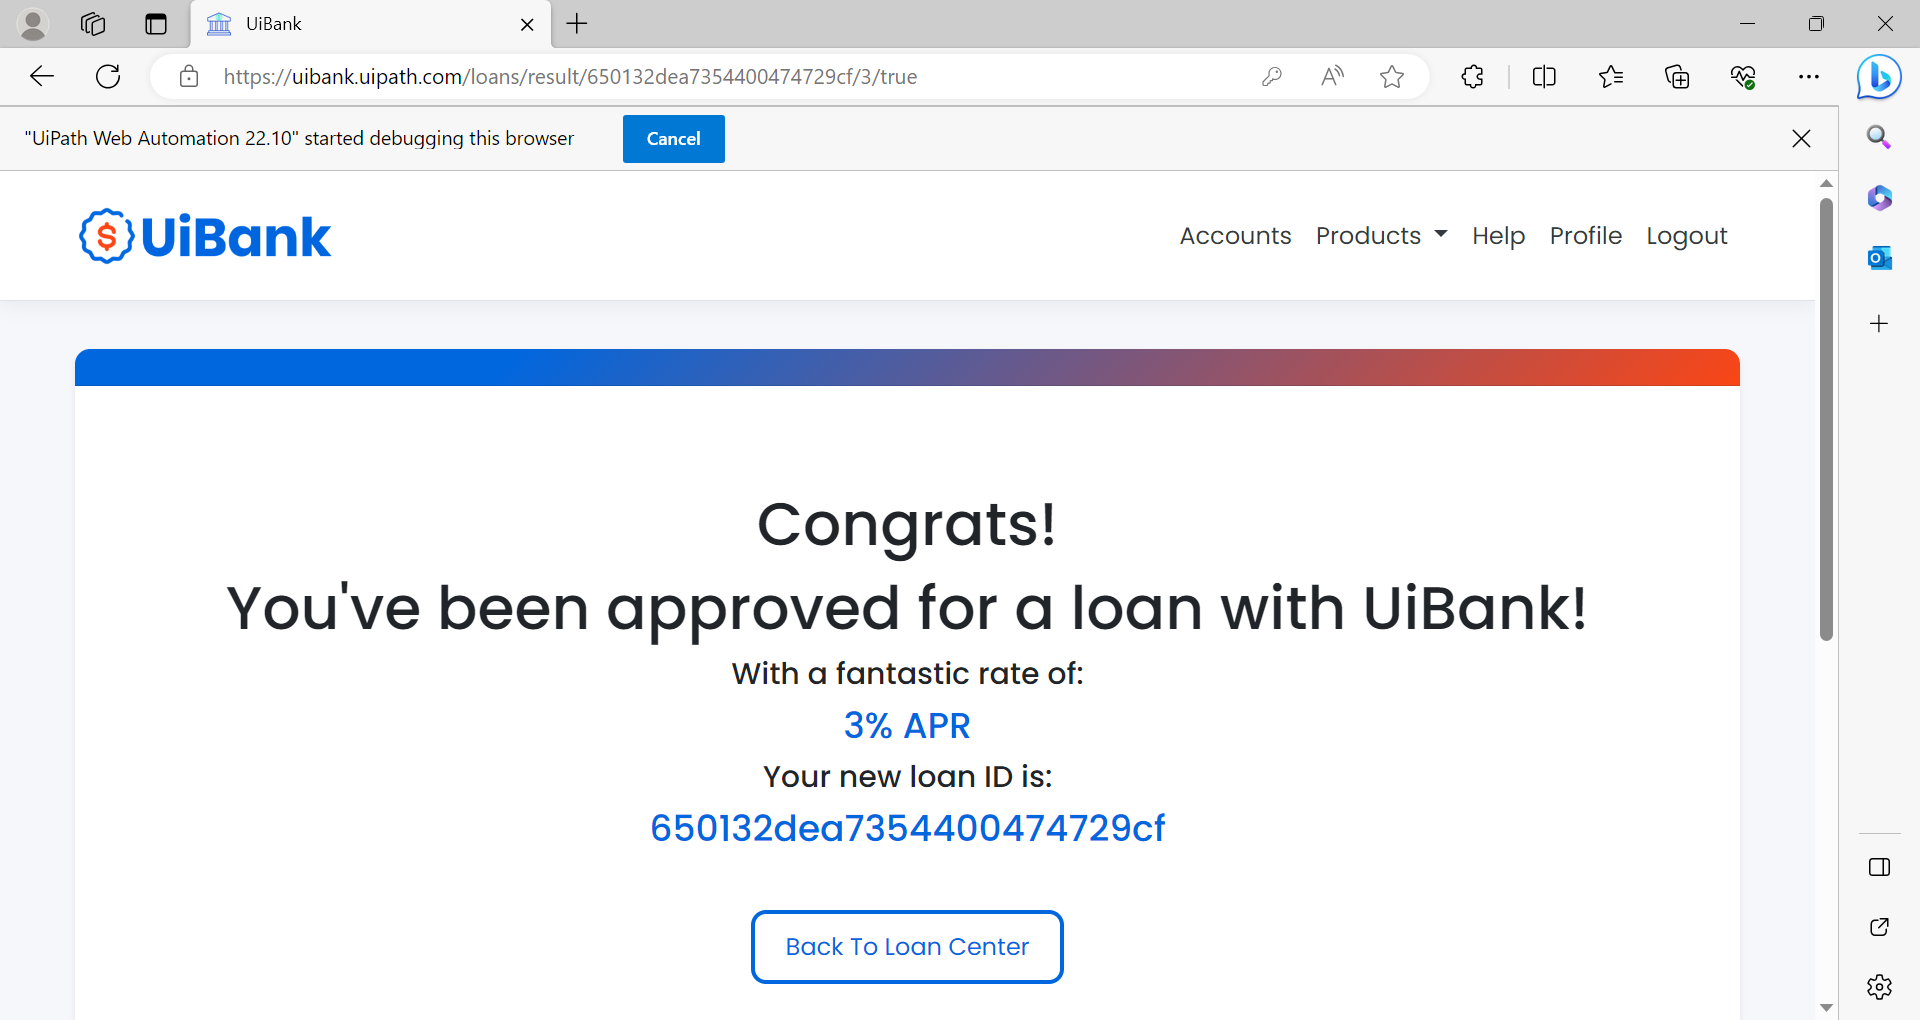 UiBank
https://uibank.uipath.com/loans/result/650132dea7354400474729cf/3/true
"UiPath Web Automation 22.10" started debugging this browser
Cancel
UiBank
Accounts Products Help Profile Logout
Congrats!
You've been approved for a loan with UiBank!
With a fantastic rate of:
3% APR
Your new loan ID is:
650132dea7354400474729cf
Back To Loan Center